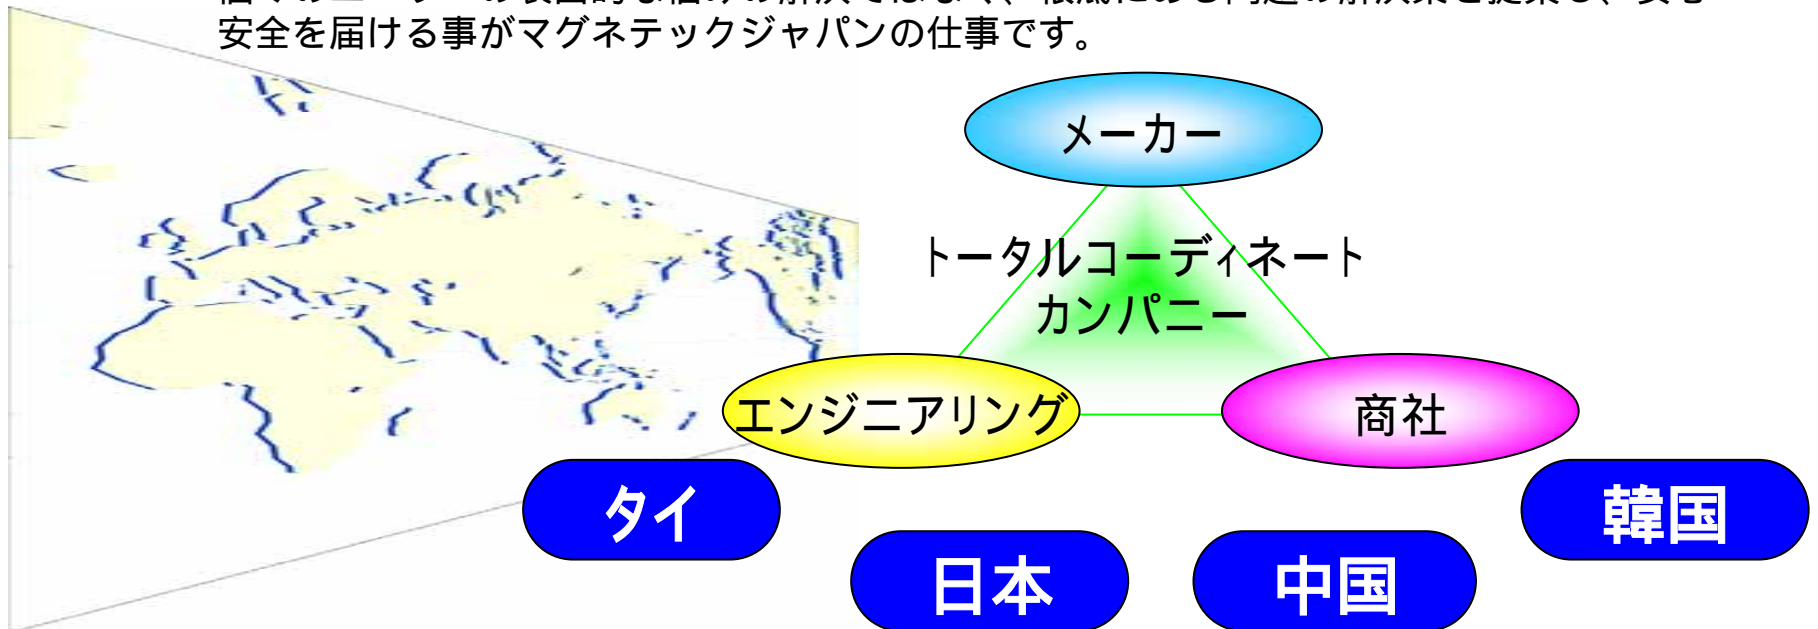 安全を届ける事がマグネテックジャパンの仕事です。
メーカー
トータルコーディネート
カンパニー
エンジニアリング
商社
タイ
韓国
日本
中国